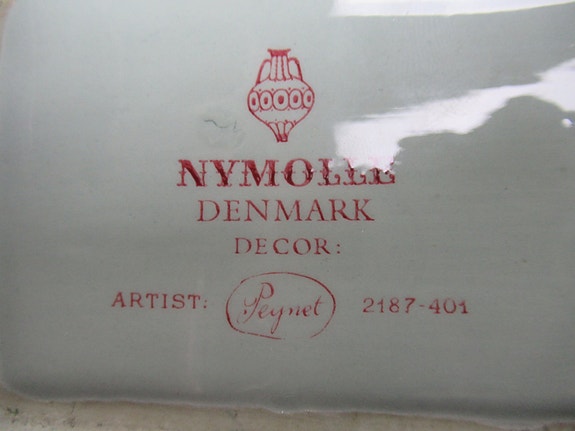 NYMOLLE
DENMARK
DECOR:
ARTIST: Peynet 2187-401